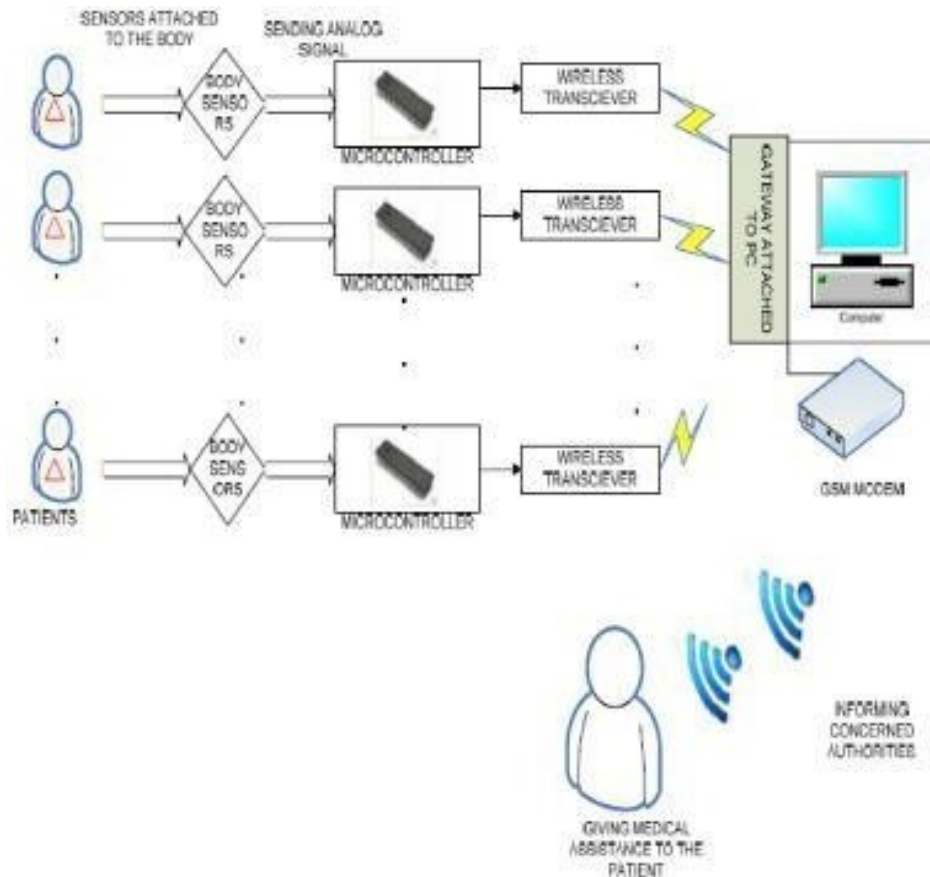 SENSORS ATTACHED
TO THE BODY
SENDING ANALOG
SIGNAL
BODY
SENSO
RS
MICROCONTROLLER
WIRELESS
TRANSCIEVER
BODY
SENSO
RS
MICROCONTROLLER
WIRELESS
TRANSCIEVER
GATEWAY ATTACHED
TO PC
Computer
BODY
SENS
ORS
MICROCONTROLLER
WIRELESS
TRANSCIEVER
PATIENTS
GSM MODEM
INFORMING
CONCERNED
AUTHORITIES
GIVING MEDICAL
ASSISTANCE TO THE
PATIENT